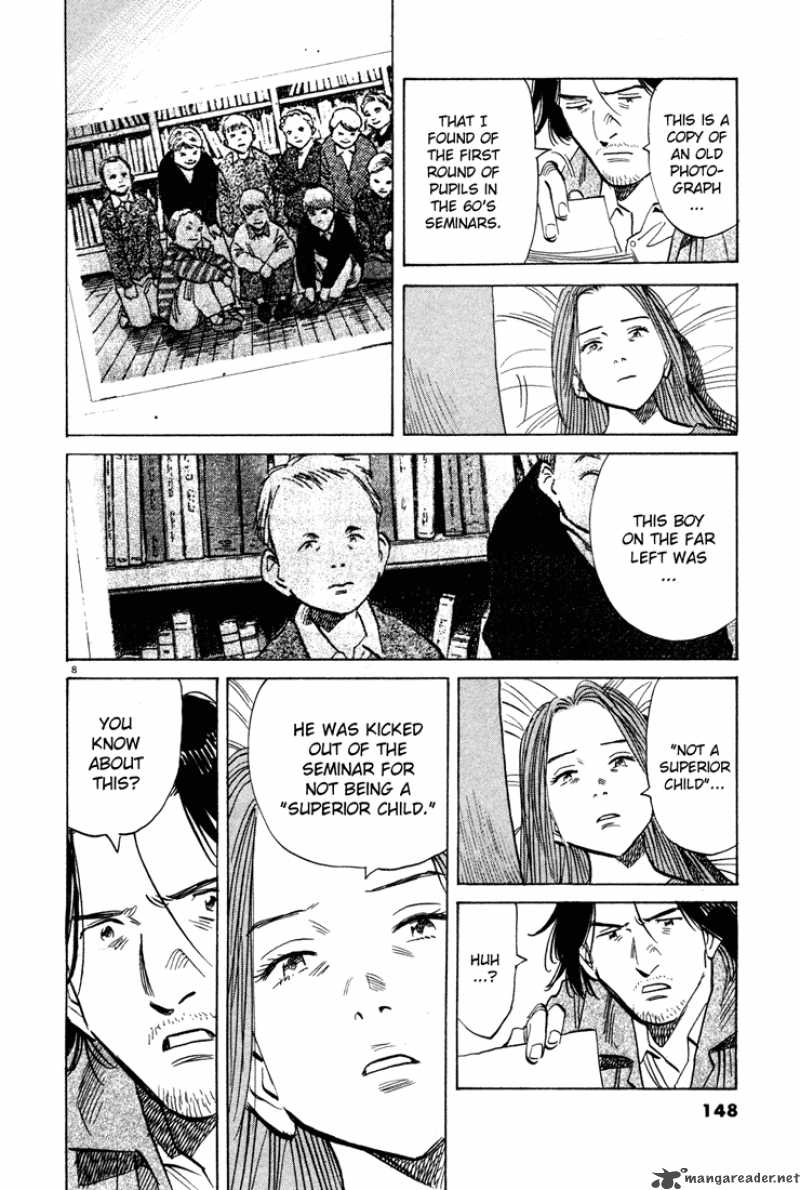 THIS IS A
COPY OF
AN OLD
PHOTO-
GRAPH
...
THAT I
FOUND OF
THE FIRST
ROUND OF
PUPILS IN
THE 60'S
SEMINARS.
THIS BOY
ON THE FAR
LEFT WAS
...
8
"NOT A
SUPERIOR
CHILD"...
HUH
...?
HE WAS KICKED
OUT OF THE
SEMINAR FOR
NOT BEING A
"SUPERIOR CHILD."
YOU
KNOW
ABOUT
THIS?
148
mangareader.net